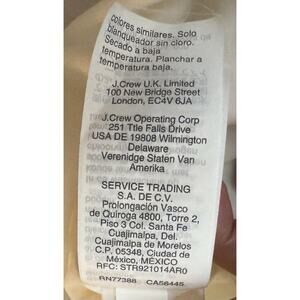 colores similares. Solo
blanqueador sin cloro.
Secado a baja
temperatura. Planchar a
temperatura baja.
J.Crew U.K. Limited
100 New Bridge Street
London, EC4V 6JA
J.Crew Operating Corp
251 Ttle Falls Drive
USA DE 19808 Wilmington
Delaware
Verenidge Staten Van
Amerika
SERVICE TRADING
S.A. DE C.V.
Prolongación Vasco
de Quiroga 4800, Torre 2,
Piso 3 Col. Santa Fe
Cuajimalpa, Del.
Cuajimalpa de Morelos
C.P. 05348, Ciudad de
México, MÉXICO
RFC: STR921014AR0
RN77388 CA56445